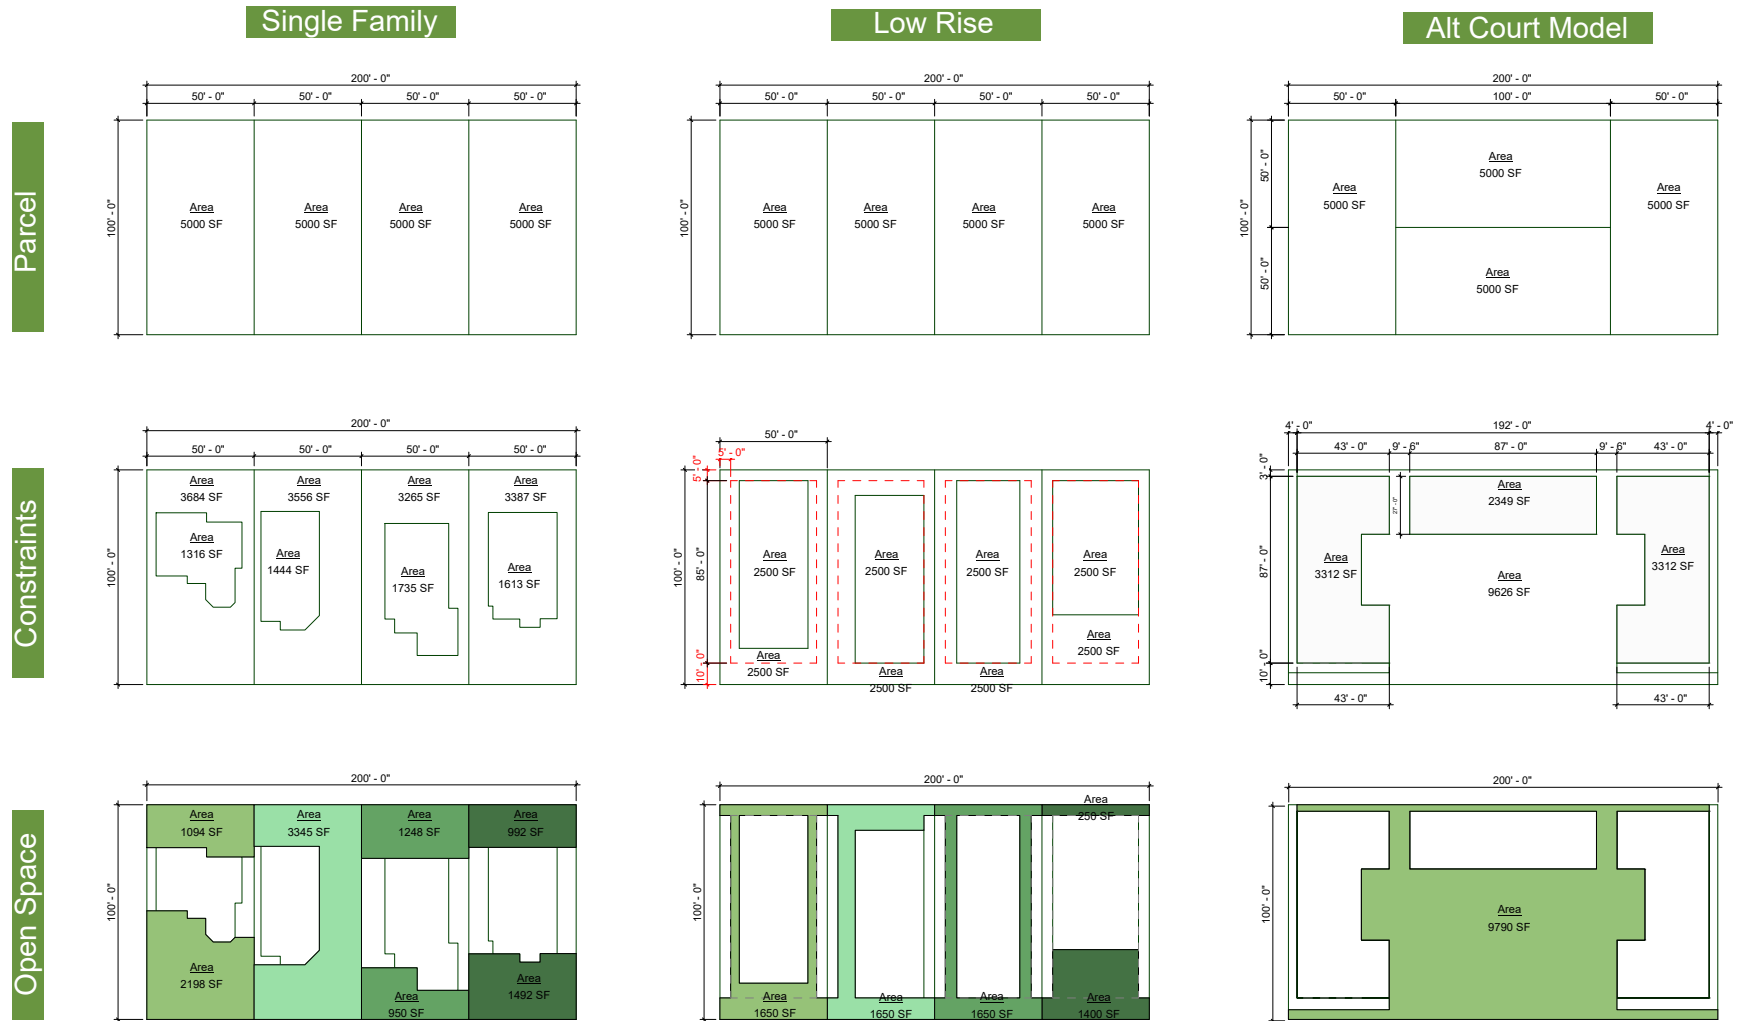 Single Family
Low Rise
Alt Court Model
Parcel
200' - 0"
50' - 0"
50' - 0"
50' - 0"
50' - 0"
100' - 0"
Area
5000 SF
Area
5000 SF
Area
5000 SF
Area
5000 SF
200' - 0"
50' - 0"
50' - 0"
50' - 0"
50' - 0"
100' - 0"
Area
5000 SF
Area
5000 SF
Area
5000 SF
Area
5000 SF
200' - 0"
50' - 0"
100' - 0"
50' - 0"
100' - 0"
50' - 0"
50' - 0"
Area
5000 SF
Area
5000 SF
Area
5000 SF
Area
5000 SF
Constraints
200' - 0"
50' - 0"
50' - 0"
50' - 0"
50' - 0"
100' - 0"
Area
3684 SF
Area
3556 SF
Area
3265 SF
Area
3387 SF
Area
1316 SF
Area
1444 SF
Area
1735 SF
Area
1613 SF
50' - 0"
5' - 0"
5' - 0"
100' - 0"
85' - 0"
10' - 0"
Area
2500 SF
Area
2500 SF
Area
2500 SF
Area
2500 SF
Area
2500 SF
Area
2500 SF
Area
2500 SF
Area
2500 SF
4' - 0"
192' - 0"
4' - 0"
43' - 0"
9' - 6"
87' - 0"
9' - 6"
43' - 0"
3' - 0"
27' - 0"
87' - 0"
10' - 0"
Area
2349 SF
Area
3312 SF
Area
3312 SF
Area
9626 SF
43' - 0"
43' - 0"
Open Space
200' - 0"
100' - 0"
Area
1094 SF
Area
3345 SF
Area
1248 SF
Area
992 SF
Area
2198 SF
Area
950 SF
Area
1492 SF
200' - 0"
100' - 0"
Area
250 SF
Area
1650 SF
Area
1650 SF
Area
1650 SF
Area
1400 SF
200' - 0"
100' - 0"
Area
9790 SF